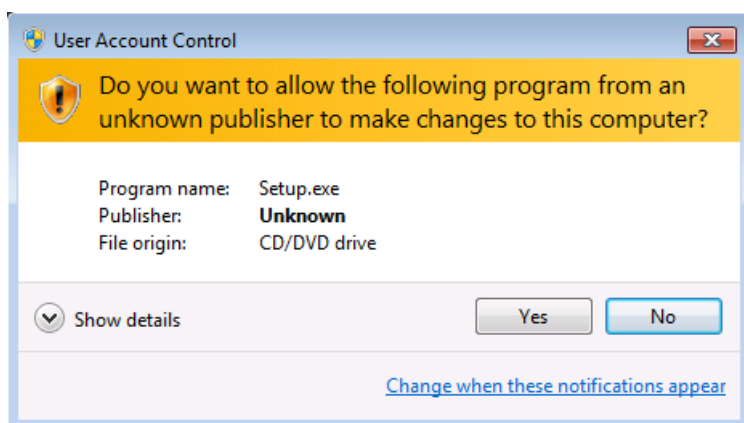 User Account Control
Do you want to allow the following program from an
unknown publisher to make changes to this computer?
Program name: Setup.exe
Publisher: Unknown
File origin: CD/DVD drive
Show details
Yes
No
Change when these notifications appear